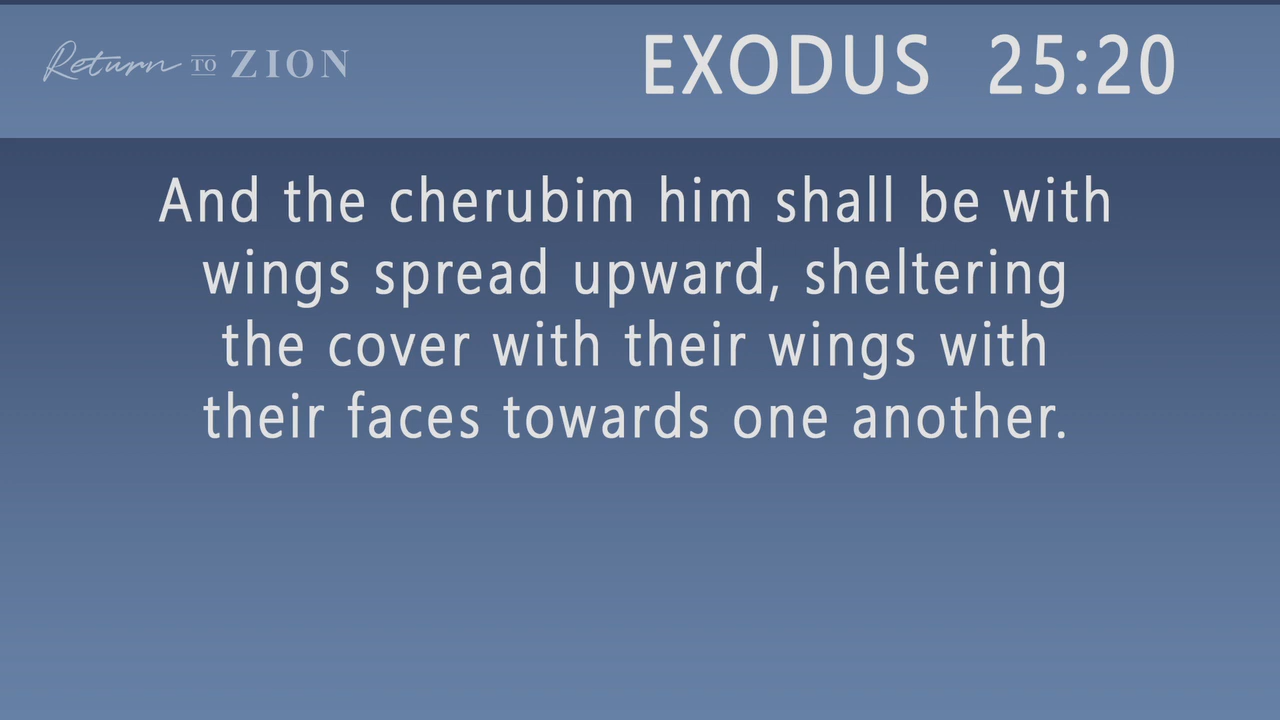 Return TO ZION
EXODUS 25:20
And the cherubim him shall be with
wings spread upward, sheltering
the cover with their wings with
their faces towards one another.